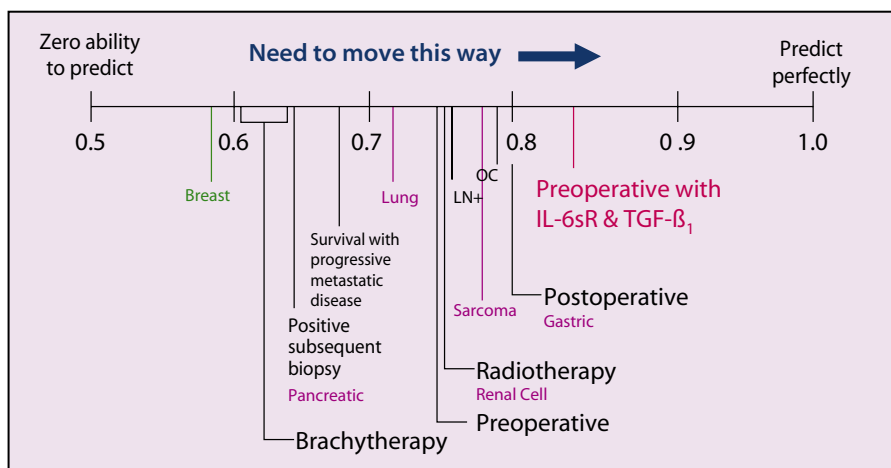 Zero ability
to predict
Need to move this way
Predict
perfectly
0.5
0.6
0.7
0.8
0 .9
1.0
Breast
Lung
OC
LN+
Preoperative with
IL-6sR & TGF-ß₁
Survival with
progressive
metastatic
disease
Postoperative
Gastric
Sarcoma
Positive
subsequent
biopsy
Pancreatic
Radiotherapy
Renal Cell
Preoperative
Brachytherapy